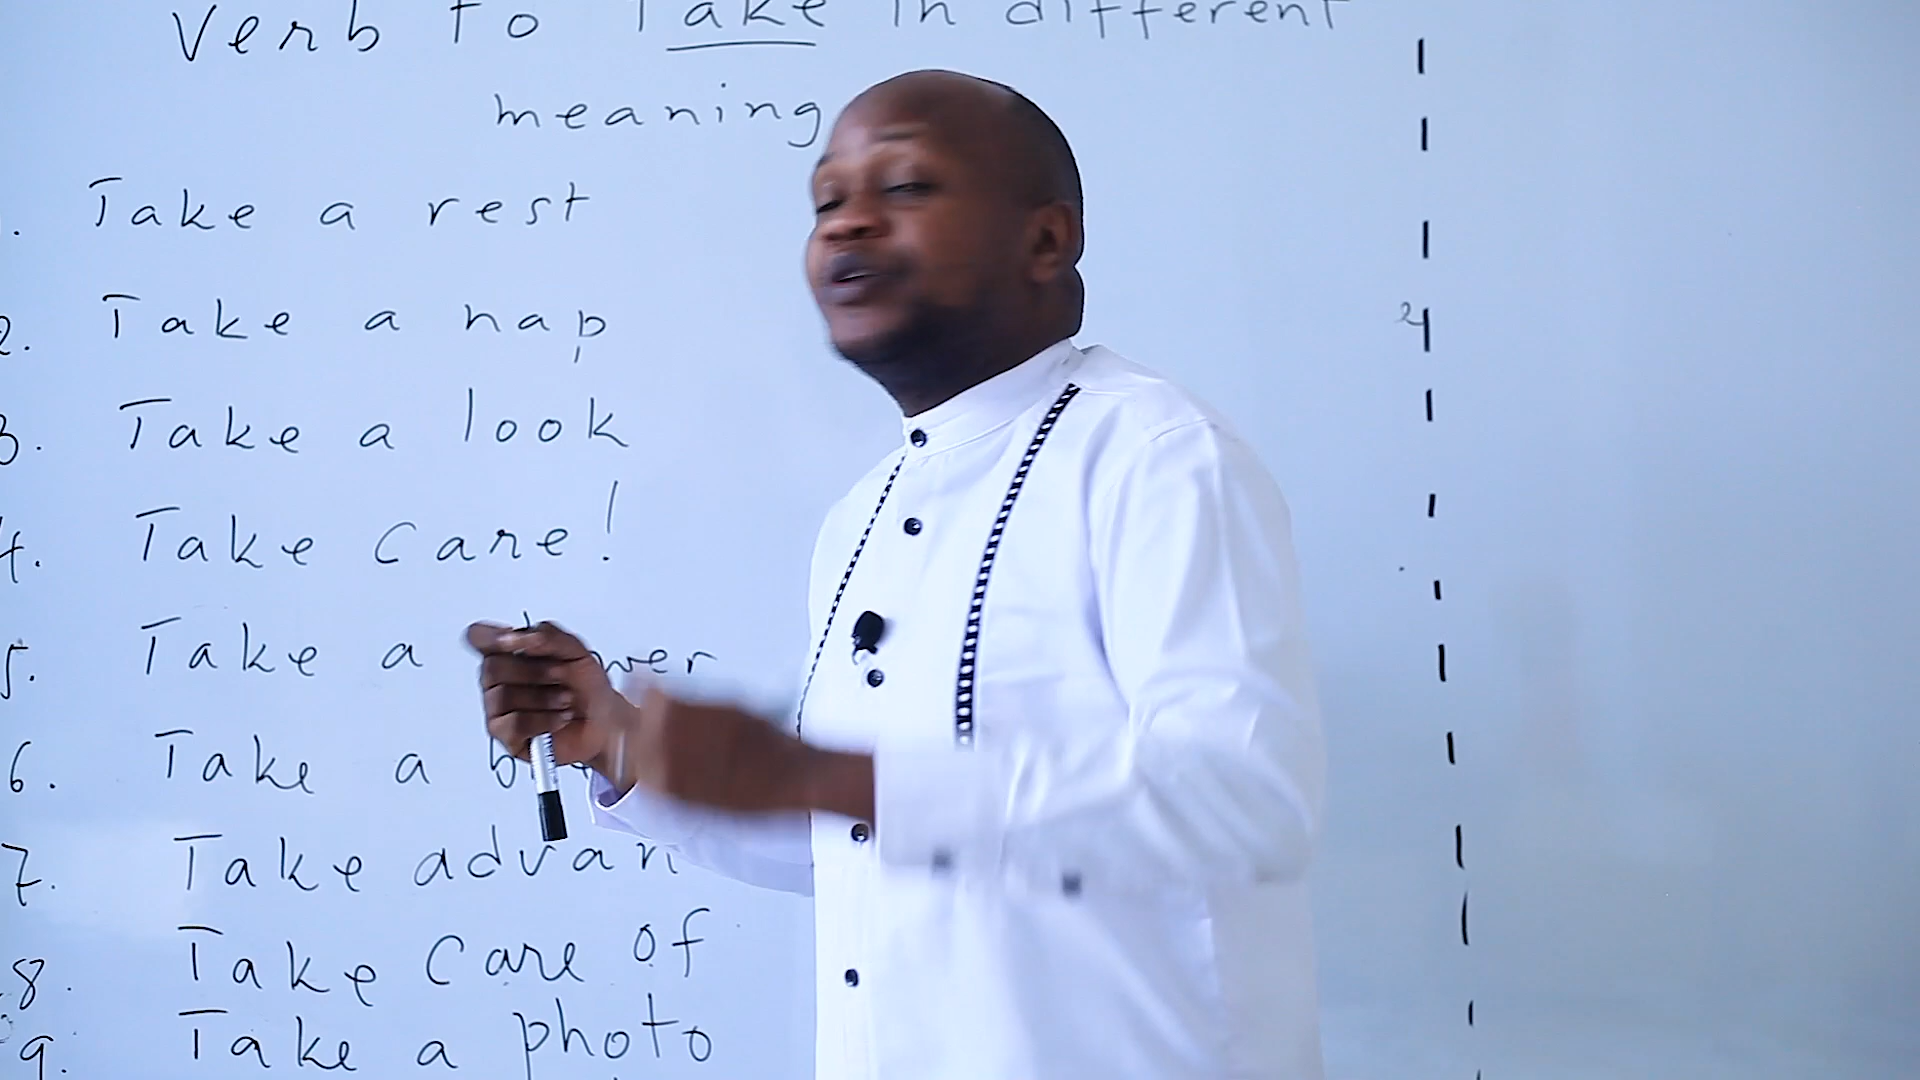 Verb to Take in different
meaning
. Take a rest
2. Take a nap
3. Take a look
4. Take care!
5. Take a
6. Take a
7. Take advan
8. Take care of
9. Take a photo